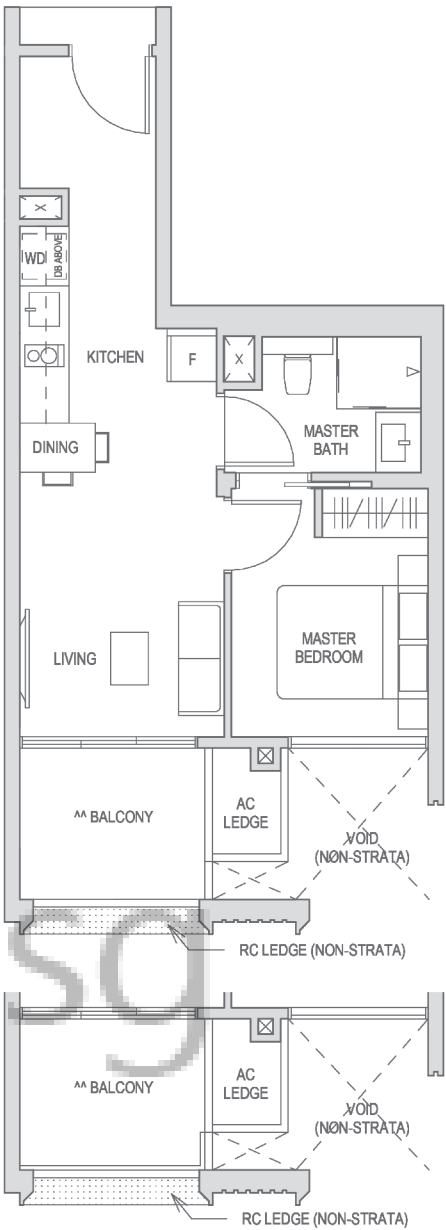 WD
DB ABOVE
KITCHEN
F
DINING
MASTER
BATH
LIVING
MASTER
BEDROOM
^^ BALCONY
AC
LEDGE
VOID
(NON-STRATA)
RC LEDGE (NON-STRATA)
sg
^^ BALCONY
AC
LEDGE
VOID
(NON-STRATA)
RC LEDGE (NON-STRATA)